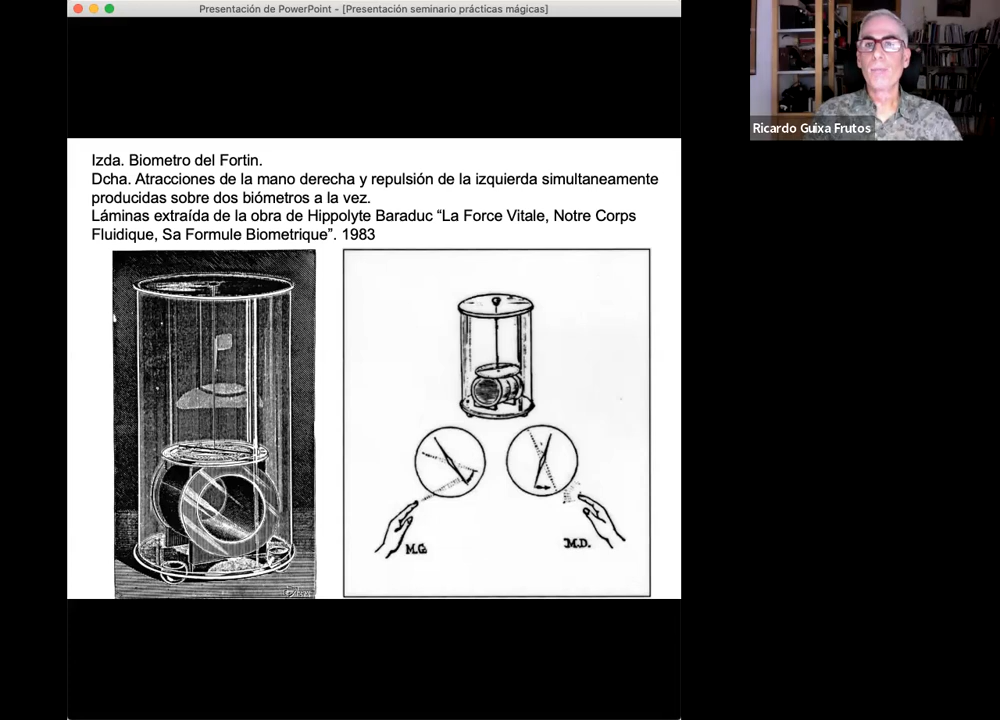 Presentación de PowerPoint - [Presentación seminario prácticas mágicas]
Ricardo Guixa Frutos
Izda. Biometro del Fortin.
Dcha. Atracciones de la mano derecha y repulsión de la izquierda simultaneamente
producidas sobre dos biómetros a la vez.
Láminas extraída de la obra de Hippolyte Baraduc “La Force Vitale, Notre Corps
Fluidique, Sa Formule Biometrique”. 1983
M.G.
M.D.